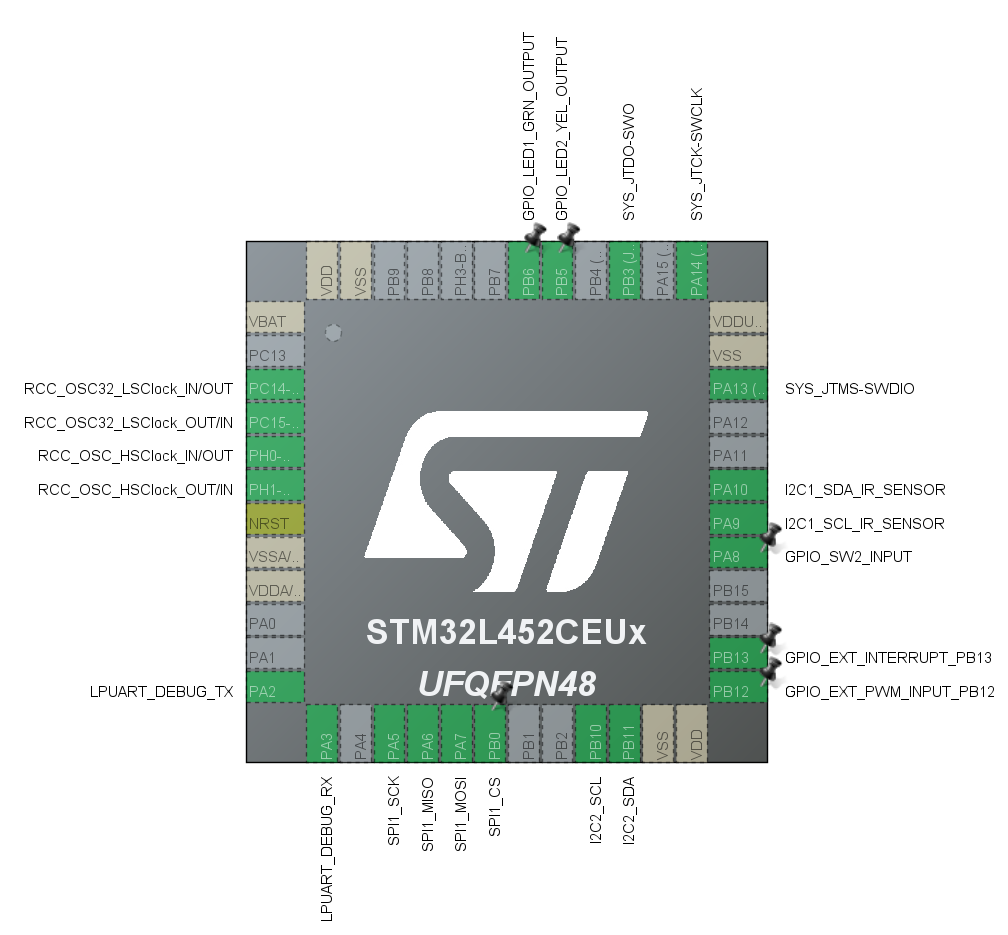 GPIO_LED1_GRN_OUTPUT
GPIO_LED2_YEL_OUTPUT
SYS_JTDO-SWO
SYS_JTCK-SWCLK
VDD
VSS
PB9
PB8
PH3-B..
PB7
PB6
PB5
PB4 (..
PB3 (J..
PA15 (..
PA14 (..
VBAT
PC13
RCC_OSC32_LSClock_IN/OUT PC14-..
RCC_OSC32_LSClock_OUT/IN PC15-..
RCC_OSC_HSClock_IN/OUT PH0-..
RCC_OSC_HSClock_OUT/IN PH1-..
NRST
VSSA/..
VDDA/..
PA0
PA1
LPUART_DEBUG_TX PA2
VDDU..
VSS
PA13 (.. SYS_JTMS-SWDIO
PA12
PA11
PA10 I2C1_SDA_IR_SENSOR
PA9 I2C1_SCL_IR_SENSOR
PA8 GPIO_SW2_INPUT
PB15
PB14
PB13 GPIO_EXT_INTERRUPT_PB13
PB12 GPIO_EXT_PWM_INPUT_PB12
ST
STM32L452CEUx
UFQFPN48
PA3
PA4
PA5
PA6
PA7
PB0
PB1
PB2
PB10
PB11
VSS
VDD
LPUART_DEBUG_RX
SPI1_SCK
SPI1_MISO
SPI1_MOSI
SPI1_CS
I2C2_SCL
I2C2_SDA